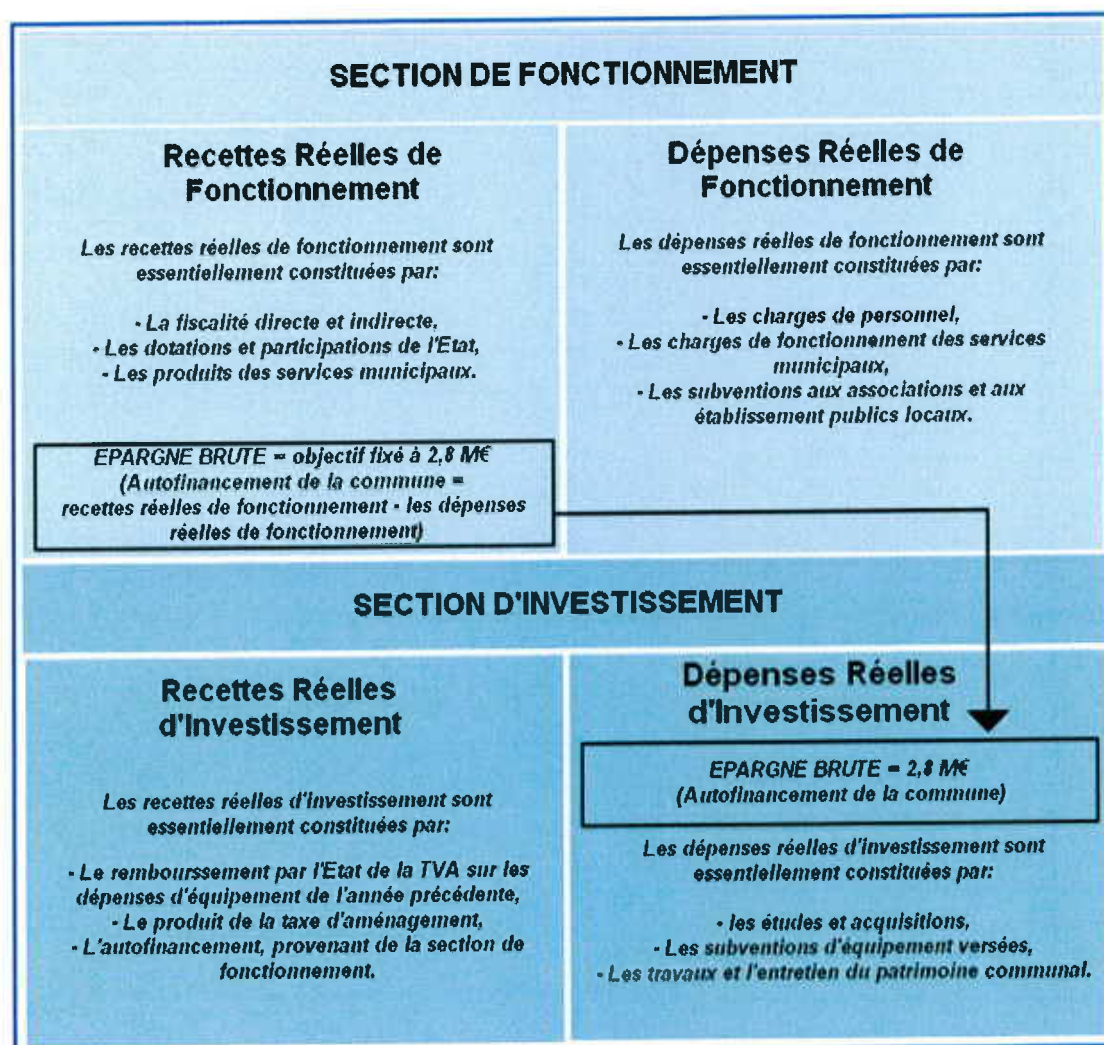 SECTION DE FONCTIONNEMENT
Recettes Réelles de
Fonctionnement
Les recettes réelles de fonctionnement sont
essentiellement constituées par:
- La fiscalité directe et indirecte,
- Les dotations et participations de l'Etat,
- Les produits des services municipaux.
EPARGNE BRUTE = objectif fixé à 2,8 M€
(Autofinancement de la commune =
recettes réelles de fonctionnement - les dépenses
réelles de fonctionnement)
Dépenses Réelles de
Fonctionnement
Les dépenses réelles de fonctionnement sont
essentiellement constituées par:
- Les charges de personnel,
- Les charges de fonctionnement des services
municipaux,
- Les subventions aux associations et aux
établissement publics locaux.
SECTION D'INVESTISSEMENT
Recettes Réelles
d'Investissement
Les recettes réelles d'investissement sont
essentiellement constituées par:
- Le rembourssement par l'Etat de la TVA sur les
dépenses d'équipement de l'année précédente,
- Le produit de la taxe d'aménagement,
- L'autofinancement, provenant de la section de
fonctionnement.
Dépenses Réelles
d'Investissement
EPARGNE BRUTE = 2,8 M€
(Autofinancement de la commune)
Les dépenses réelles d'investissement sont
essentiellement constituées par:
- les études et acquisitions,
- Les subventions d'équipement versées,
- Les travaux et l'entretien du patrimoine communal.